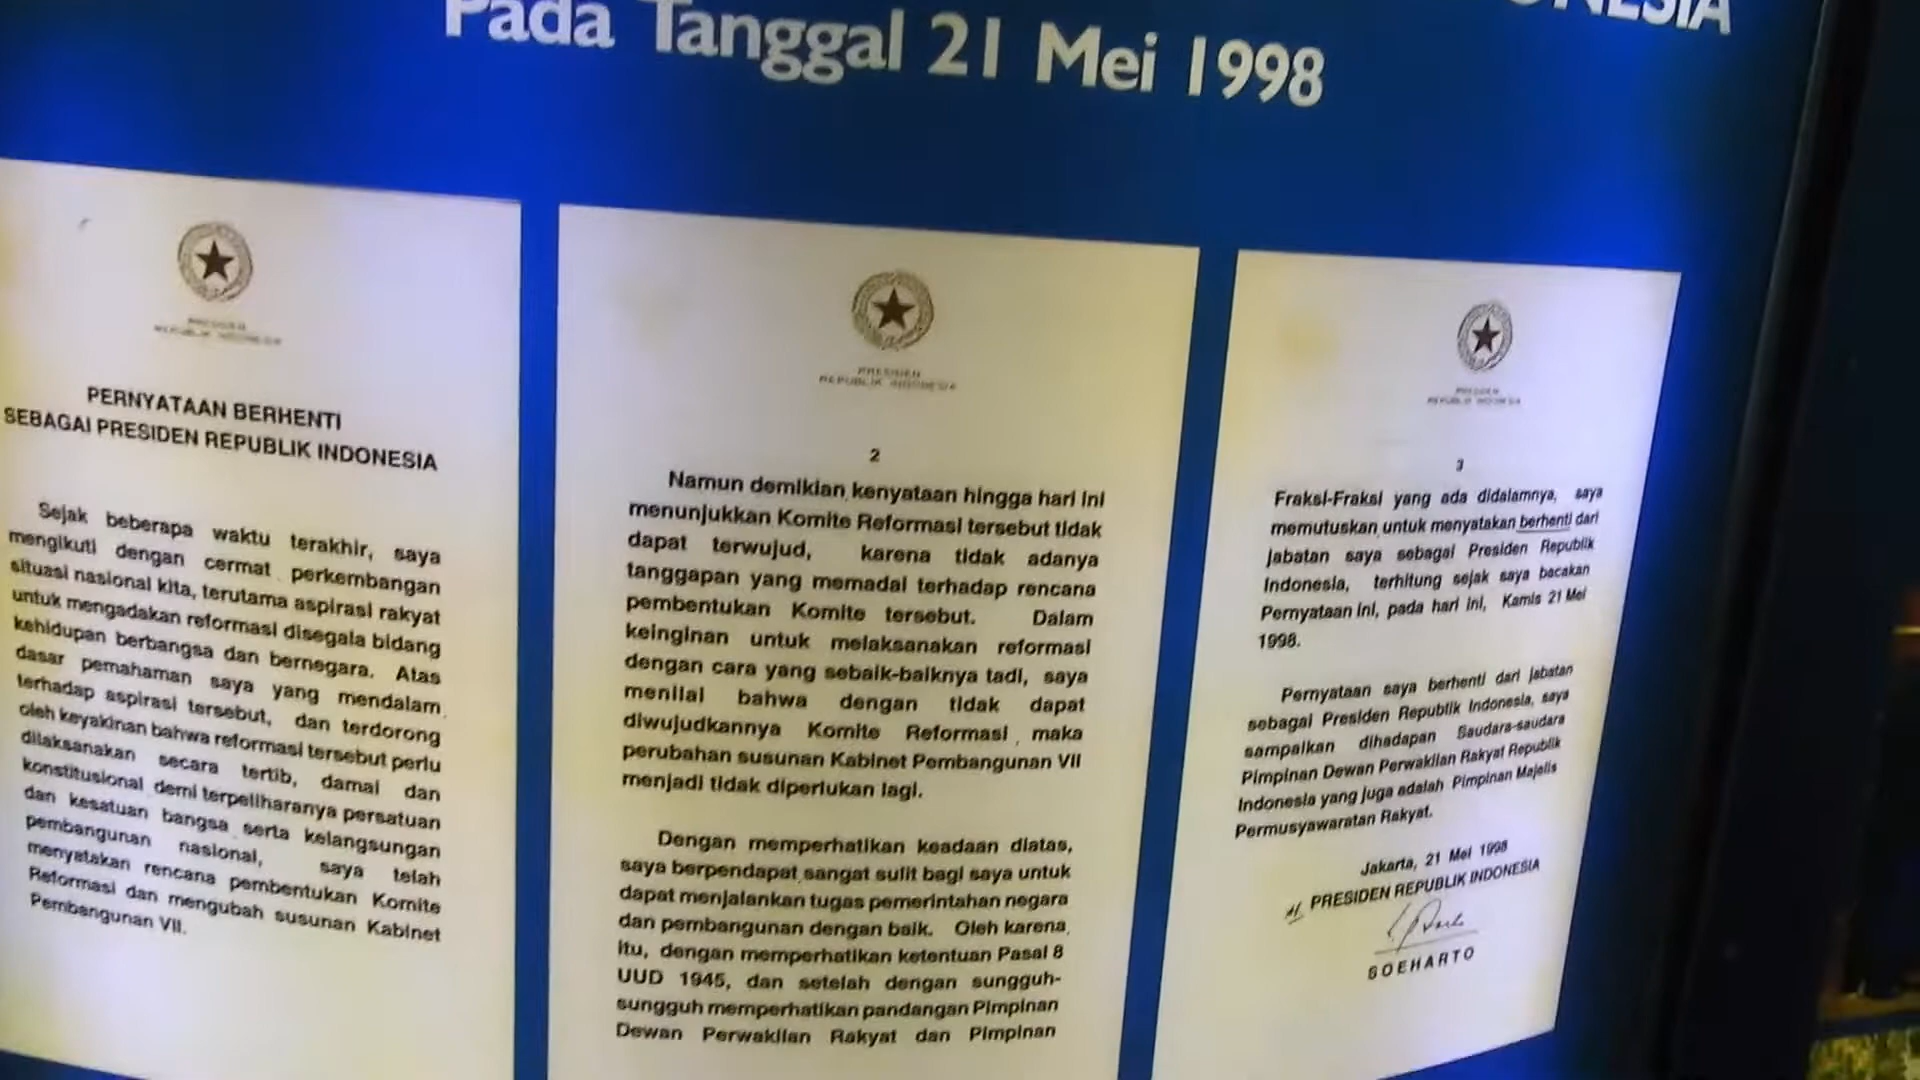 ONESIA
Pada Tanggal 21 Mei 1998
PRESIDEN
REPUBLIK INDONESIA
PERNYATAAN BERHENTI
SEBAGAI PRESIDEN REPUBLIK INDONESIA
Sejak beberapa waktu terakhir, saya
mengikuti dengan cermat perkembangan
situasi nasional kita, terutama aspirasi rakyat
untuk mengadakan reformasi disegala bidang
kehidupan berbangsa dan bernegara. Atas
dasar pemahaman saya yang mendalam
terhadap aspirasi tersebut, dan terdorong
oleh keyakinan bahwa reformasi tersebut perlu
dilaksanakan secara tertib, damai dan
konstitusional demi terpeliharanya persatuan
dan kesatuan bangsa serta kelangsungan
pembangunan nasional, saya telah
menyatakan rencana pembentukan Komite
Reformasi dan mengubah susunan Kabinet
Pembangunan VII.
PRESIDEN
REPUBLIK INDONESIA
2
Namun demikian kenyataan hingga hari ini
menunjukkan Komite Reformasi tersebut tidak
dapat terwujud, karena tidak adanya
tanggapan yang memadai terhadap rencana
pembentukan Komite tersebut. Dalam
keinginan untuk melaksanakan reformasi
dengan cara yang sebaik-baiknya tadi, saya
menilai bahwa dengan tidak dapat
diwujudkannya Komite Reformasi, maka
perubahan susunan Kabinet Pembangunan VII
menjadi tidak diperlukan lagi.
Dengan memperhatikan keadaan diatas,
saya berpendapat sangat sulit bagi saya untuk
dapat menjalankan tugas pemerintahan negara
dan pembangunan dengan baik. Oleh karena
itu, dengan memperhatikan ketentuan Pasal 8
UUD 1945, dan setelah dengan sungguh-
sungguh memperhatikan pandangan Pimpinan
Dewan Perwakilan Rakyat dan Pimpinan
PRESIDEN
REPUBLIK INDONESIA
3
Fraksi-Fraksi yang ada didalamnya, saya
memutuskan untuk menyatakan berhenti dari
jabatan saya sebagai Presiden Republik
Indonesia, terhitung sejak saya bacakan
Pernyataan ini, pada hari ini, Kamis 21 Mei
1998.
Pernyataan saya berhenti dari jabatan
sebagai Presiden Republik Indonesia, saya
sampaikan dihadapan Saudara-saudara
Pimpinan Dewan Perwakilan Rakyat Republik
Indonesia yang juga adalah Pimpinan Majelis
Permusyawaratan Rakyat.
Jakarta, 21 Mei 1998
PRESIDEN REPUBLIK INDONESIA
SOEHARTO